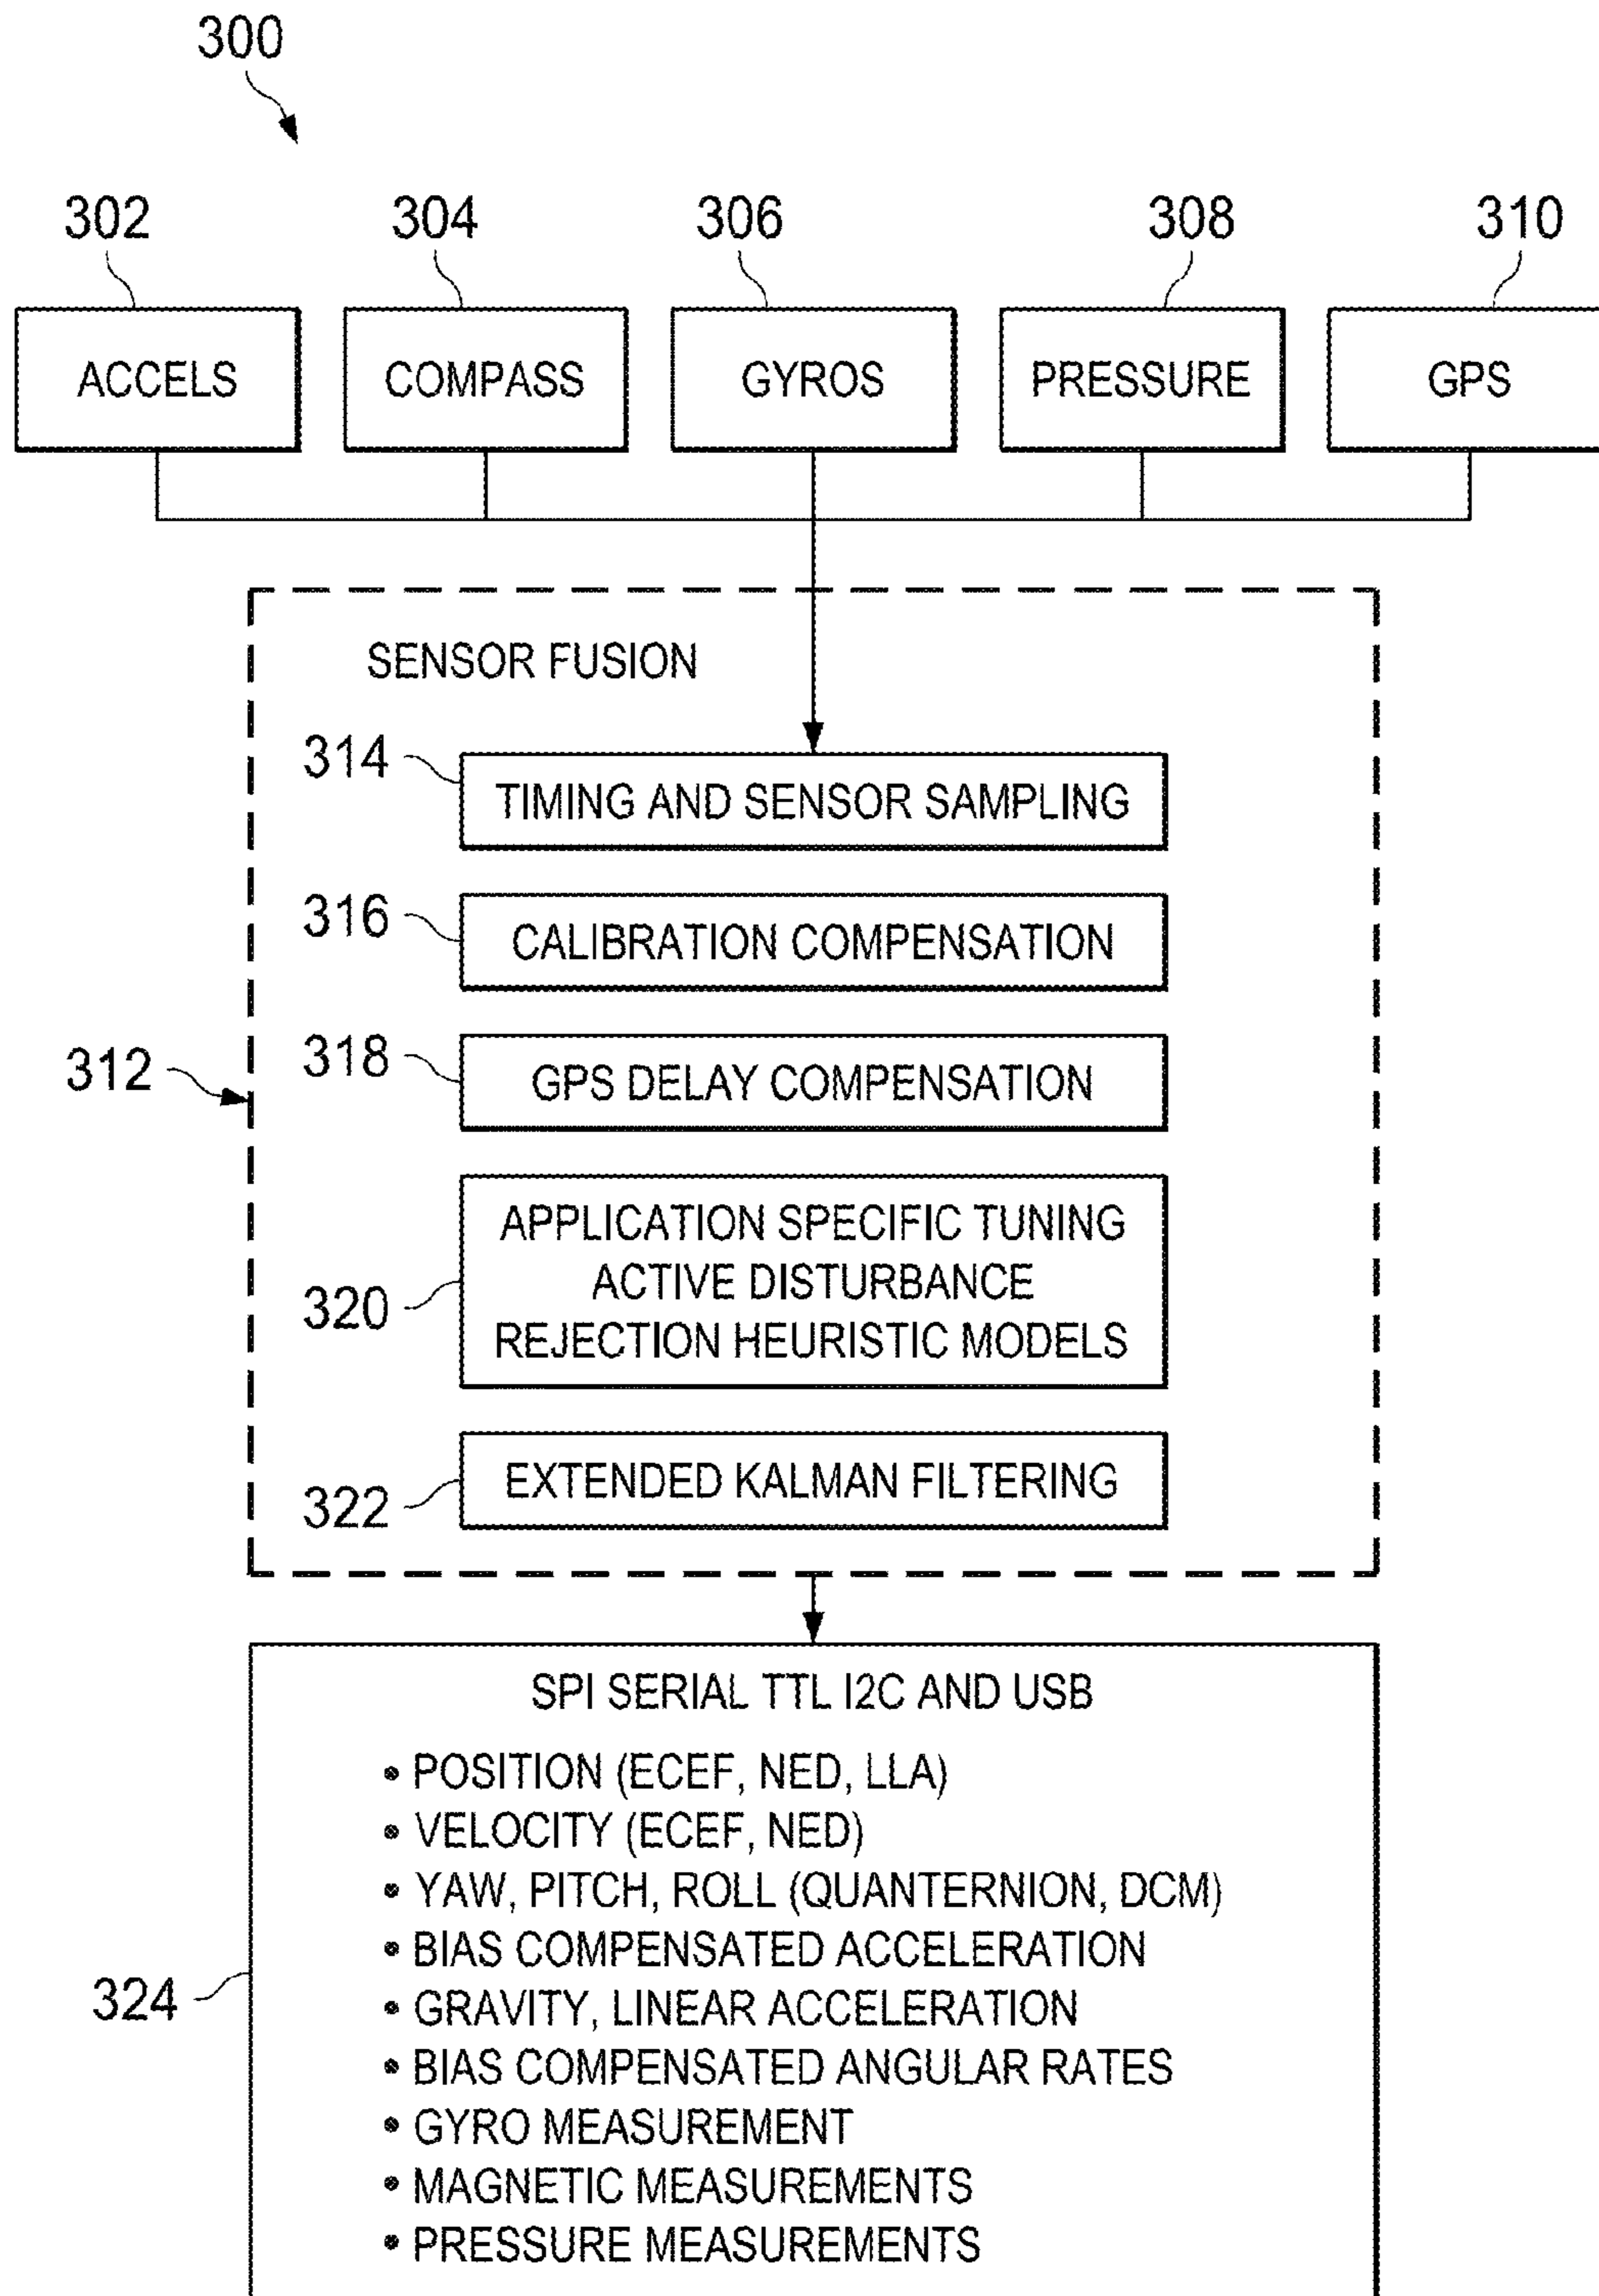 300
302 304 306 308 310
ACCELS COMPASS GYROS PRESSURE GPS
SENSOR FUSION
314
TIMING AND SENSOR SAMPLING
316
CALIBRATION COMPENSATION
312
318
GPS DELAY COMPENSATION
320
APPLICATION SPECIFIC TUNING
ACTIVE DISTURBANCE
REJECTION HEURISTIC MODELS
322
EXTENDED KALMAN FILTERING
324
SPI SERIAL TTL I2C AND USB
• POSITION (ECEF, NED, LLA)
• VELOCITY (ECEF, NED)
• YAW, PITCH, ROLL (QUANTERNION, DCM)
• BIAS COMPENSATED ACCELERATION
• GRAVITY, LINEAR ACCELERATION
• BIAS COMPENSATED ANGULAR RATES
• GYRO MEASUREMENT
• MAGNETIC MEASUREMENTS
• PRESSURE MEASUREMENTS